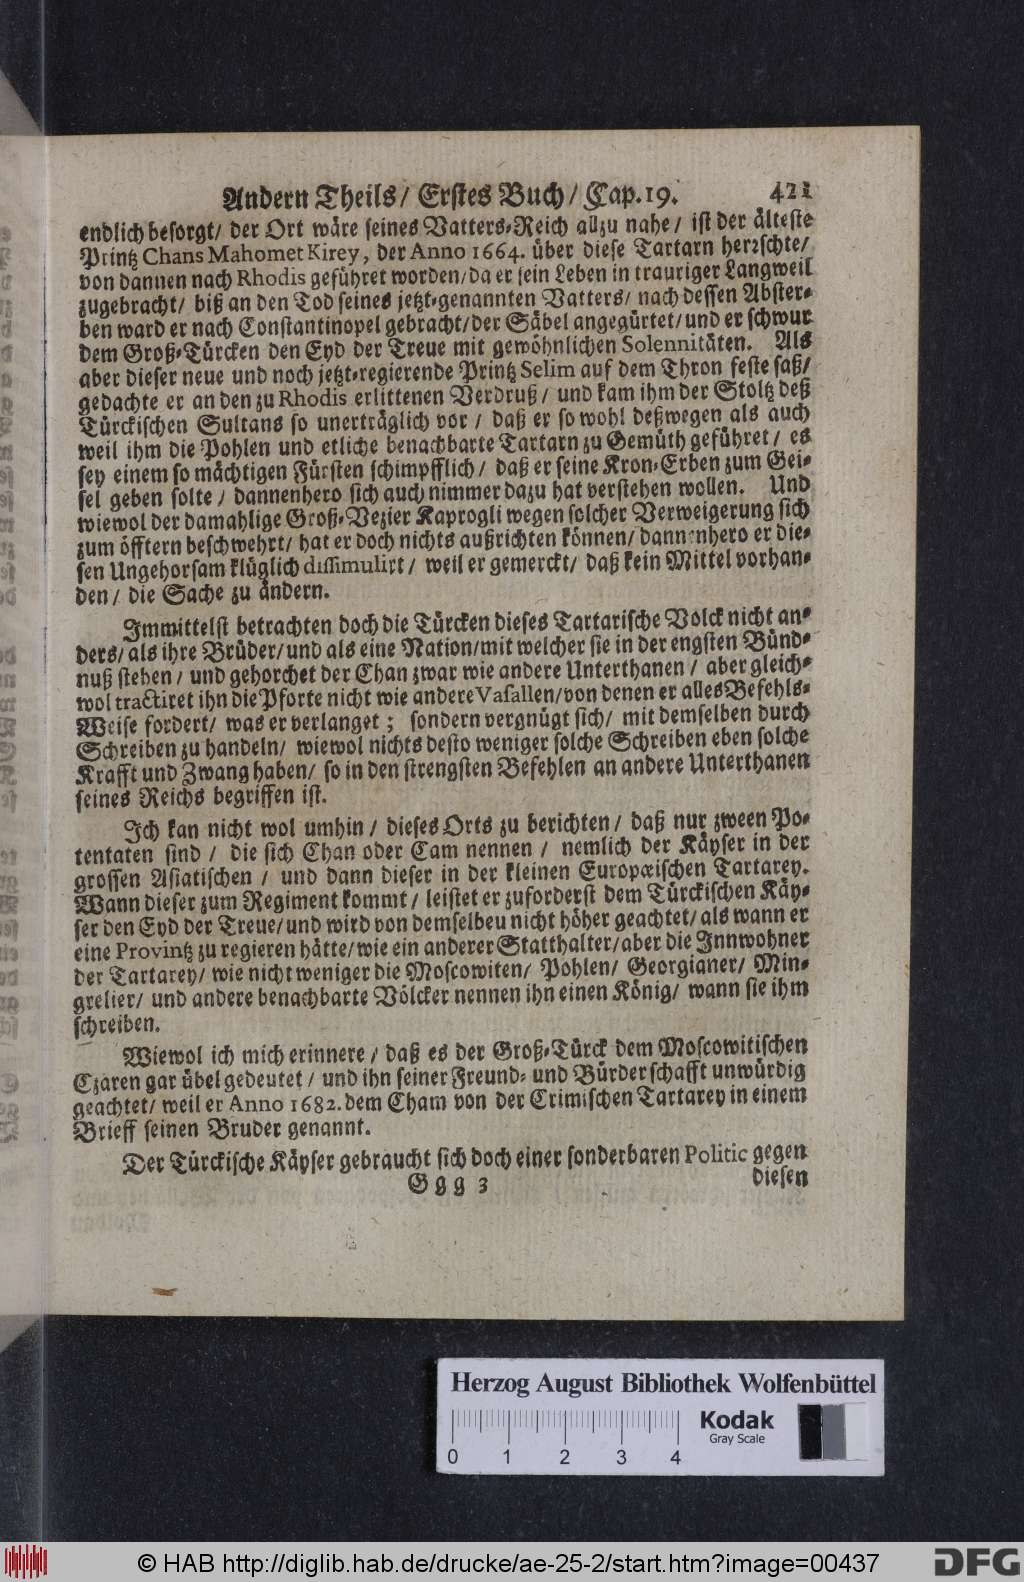 Andern Theils/ Erstes Buch/ Cap. 19. 421
endlich besorgt/ der Ort wäre seines Vatters-Reich allzu nahe/ ist der älteste
Printz Chans Mahomet Kirey, der Anno 1664. über diese Tartarn herꝛschte/
von dannen nach Rhodis geführet worden/ da er sein Leben in trauriger Langweil
zugebracht/ biß an den Tod seines jetzt-genannten Vatters/ nach dessen Abster-
ben ward er nach Constantinopel gebracht/ der Säbel angegürtet/ und er schwur
dem Groß-Türcken den Eyd der Treue mit gewöhnlichen Solennitäten. Als
aber dieser neue und noch jetzt-regierende Printz Selim auf dem Thron feste saß/
gedachte er an den zu Rhodis erlittenen Verdruß/ und kam ihm der Stoltz deß
Türckischen Sultans so unerträglich vor/ daß er so wohl deßwegen als auch
weil ihm die Pohlen und etliche benachbarte Tartarn zu Gemüth geführet/ es
sey einem so mächtigen Fürsten schimpfflich/ daß er seine Kron-Erben zum Gei-
sel geben solte/ dannenhero sich auch nimmer dazu hat verstehen wollen. Und
wiewol der damahlige Groß-Vezier Kaprogli wegen solcher Verweigerung sich
zum öfftern beschwehrt/ hat er doch nichts außrichten können/ dannenhero er die-
sen Ungehorsam klüglich dissimulirt/ weil er gemerckt/ daß kein Mittel vorhan-
den/ die Sache zu ändern.
Immittelst betrachten doch die Türcken dieses Tartarische Volck nicht an-
ders/ als ihre Brüder/ und als eine Nation/ mit welcher sie in der engsten Bünd-
nuß stehen/ und gehorchet der Chan zwar wie andere Unterthanen/ aber gleich-
wol tractiret ihn die Pforte nicht wie andere Vasallen/ von denen er alles Befehls-
Weise fordert/ was er verlanget; sondern vergnügt sich/ mit demselben durch
Schreiben zu handeln/ wiewol nichts desto weniger solche Schreiben eben solche
Krafft und Zwang haben/ so in den strengsten Befehlen an andere Unterthanen
seines Reichs begriffen ist.
Ich kan nicht wol umhin/ dieses Orts zu berichten/ daß nur zween Po-
tentaten sind/ die sich Chan oder Cam nennen/ nemlich der Käyser in der
grossen Asiatischen/ und dann dieser in der kleinen Europæischen Tartarey.
Wann dieser zum Regiment kommt/ leistet er zuforderst dem Türckischen Käy-
ser den Eyd der Treue/ und wird von demselbeu nicht höher geachtet/ als wann er
eine Provintz zu regieren hätte/ wie ein anderer Statthalter/ aber die Innwohner
der Tartarey/ wie nicht weniger die Moscowiten/ Pohlen/ Georgianer/ Min-
grelier/ und andere benachbarte Völcker nennen ihn einen König/ wann sie ihm
schreiben.
Wiewol ich mich erinnere/ daß es der Groß-Türck dem Moscowitischen
Czaren gar übel gedeutet/ und ihn seiner Freund- und Bürderschafft unwürdig
geachtet/ weil er Anno 1682. dem Cham von der Crimischen Tartarey in einem
Brieff seinen Bruder genannt.
Der Türckische Käyser gebraucht sich doch einer sonderbaren Politic gegen
Ggg 3 diesen
Herzog August Bibliothek Wolfenbüttel
Kodak
Gray Scale
0 1 2 3 4
© HAB http://diglib.hab.de/drucke/ae-25-2/start.htm?image=00437
DFG